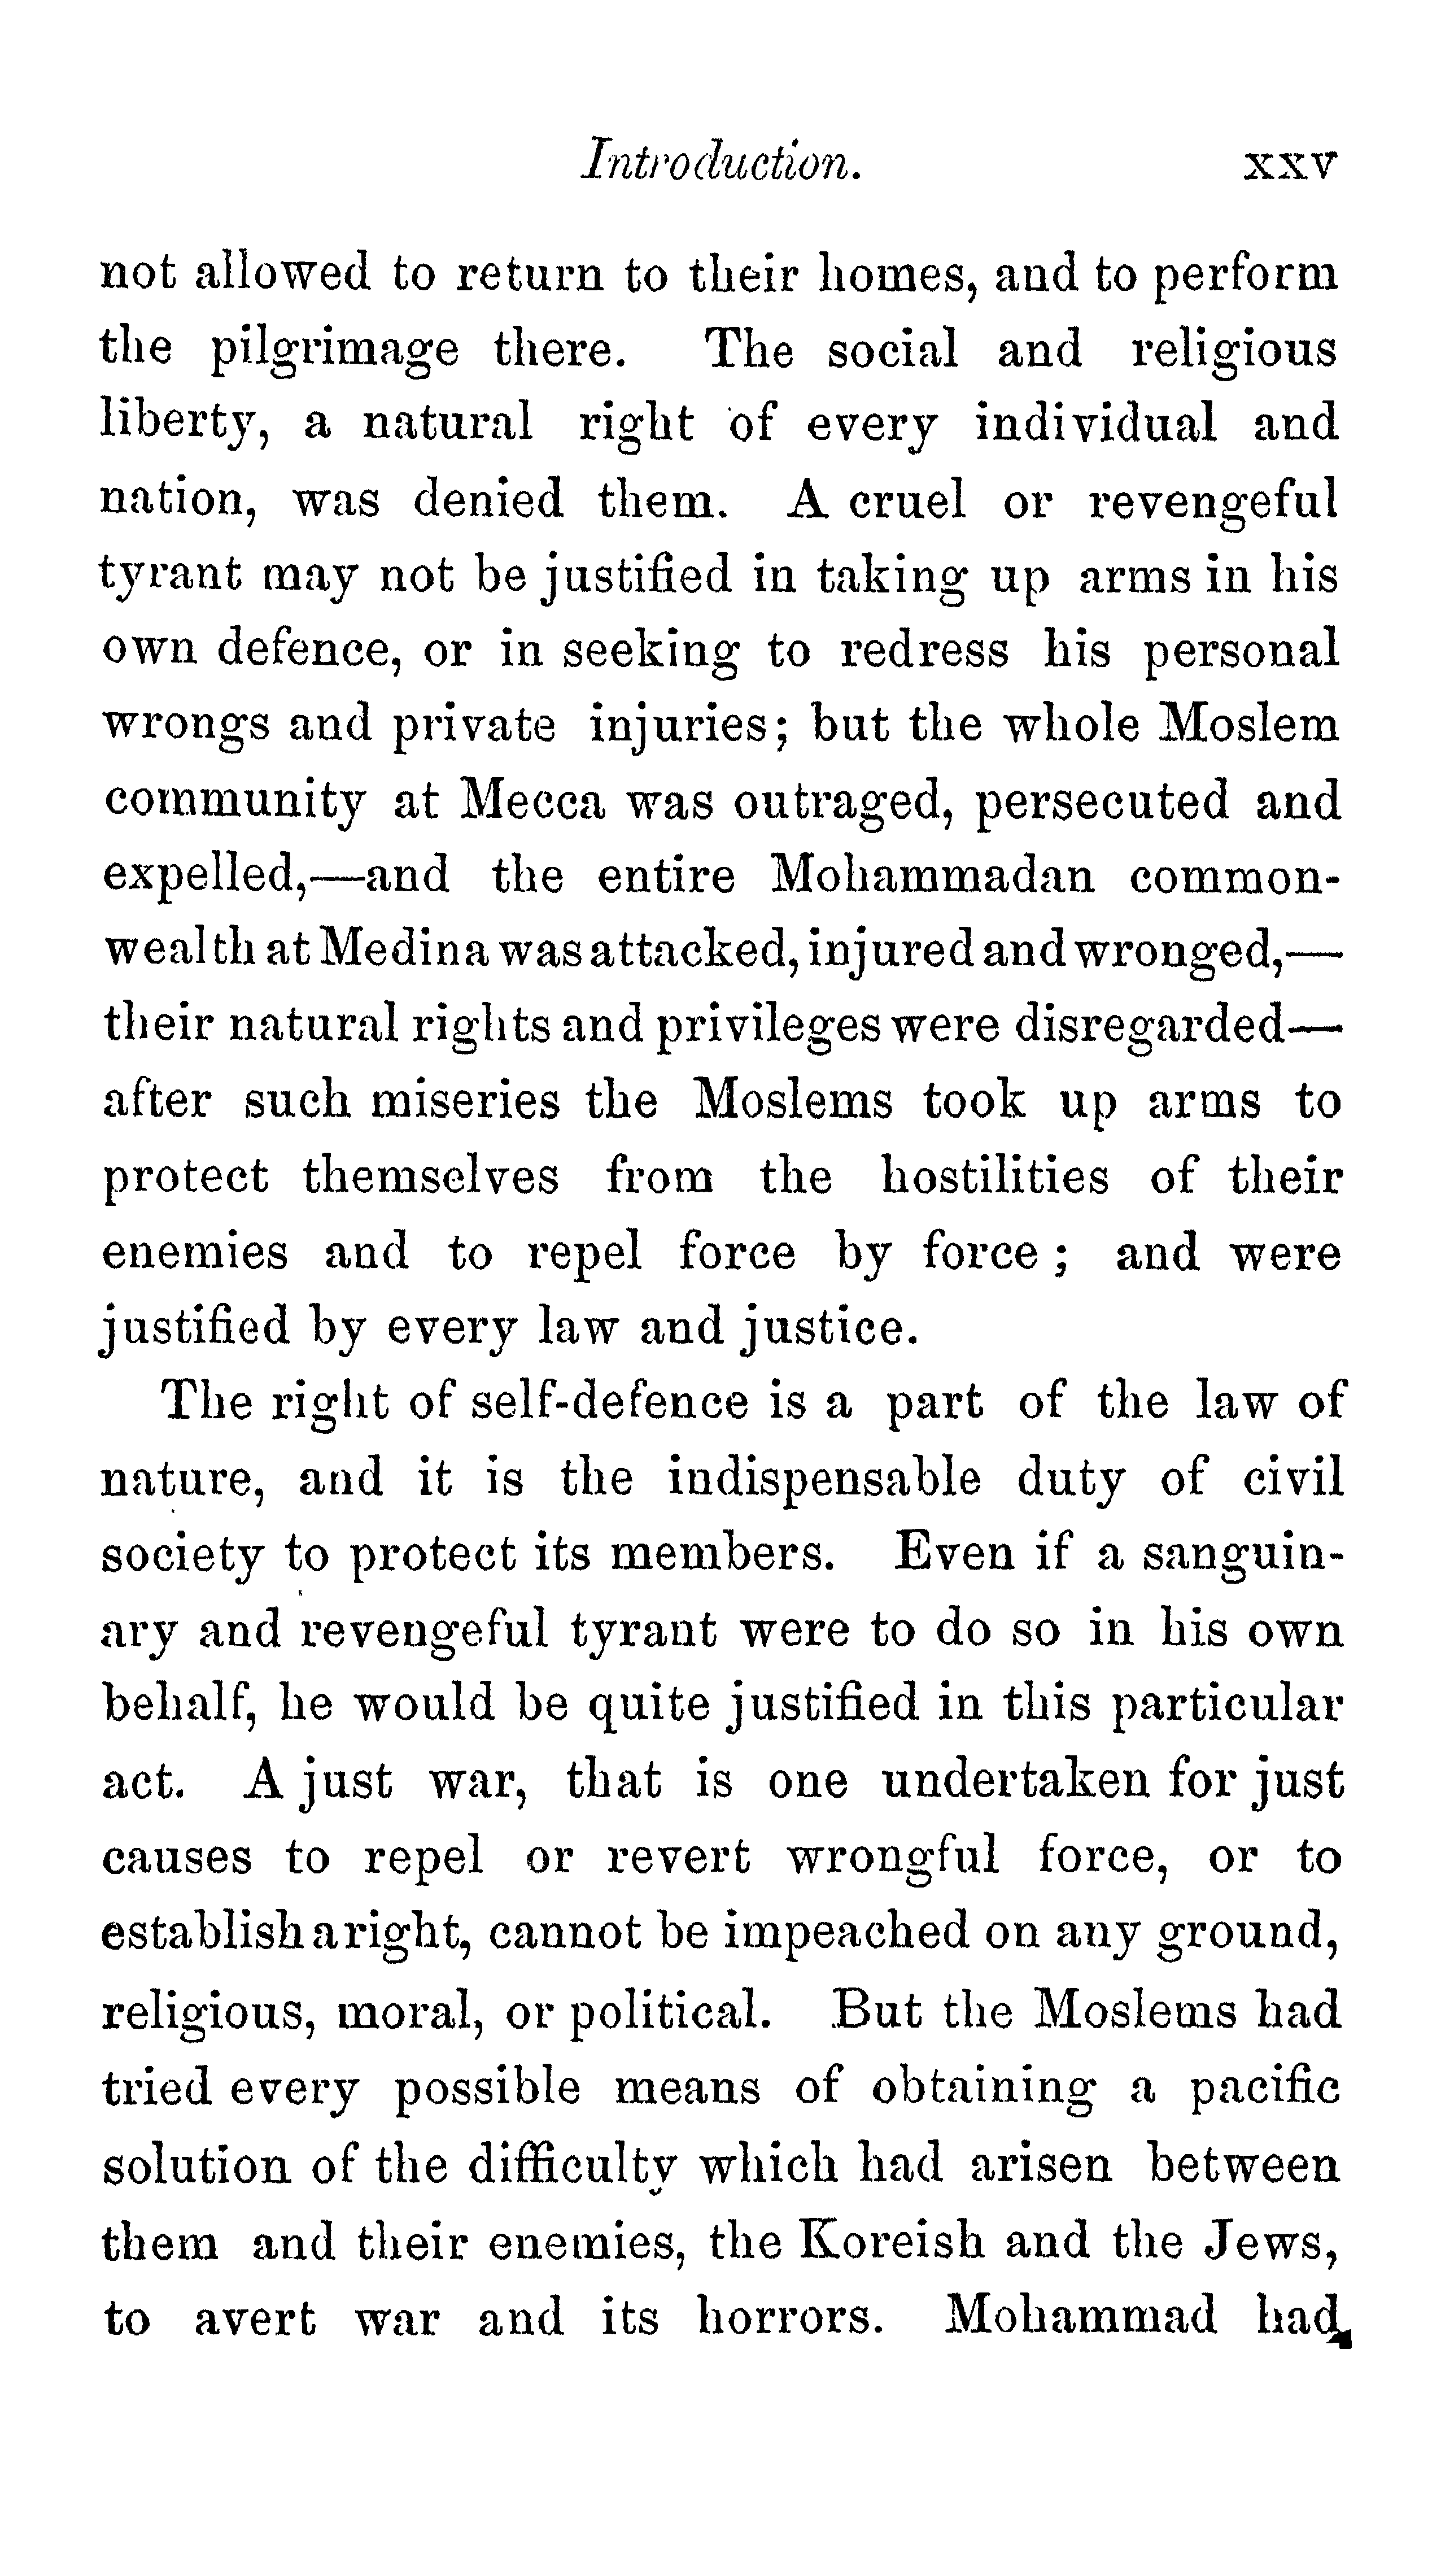 Introduction. xxv
not allowed to return to their homes, and to perform
the pilgrimage there. The social and religious
liberty, a natural right of every individual and
nation, was denied them. A cruel or revengeful
tyrant may not be justified in taking up arms in his
own defence, or in seeking to redress his personal
wrongs and private injuries; but the whole Moslem
community at Mecca was outraged, persecuted and
expelled,—and the entire Mohammadan common-
wealth at Medina was attacked, injured and wronged,—
their natural rights and privileges were disregarded—
after such miseries the Moslems took up arms to
protect themselves from the hostilities of their
enemies and to repel force by force; and were
justified by every law and justice.
The right of self-defence is a part of the law of
nature, and it is the indispensable duty of civil
society to protect its members. Even if a sanguin-
ary and revengeful tyrant were to do so in his own
behalf, he would be quite justified in this particular
act. A just war, that is one undertaken for just
causes to repel or revert wrongful force, or to
establish a right, cannot be impeached on any ground,
religious, moral, or political. But the Moslems had
tried every possible means of obtaining a pacific
solution of the difficulty which had arisen between
them and their enemies, the Koreish and the Jews,
to avert war and its horrors. Mohammad had